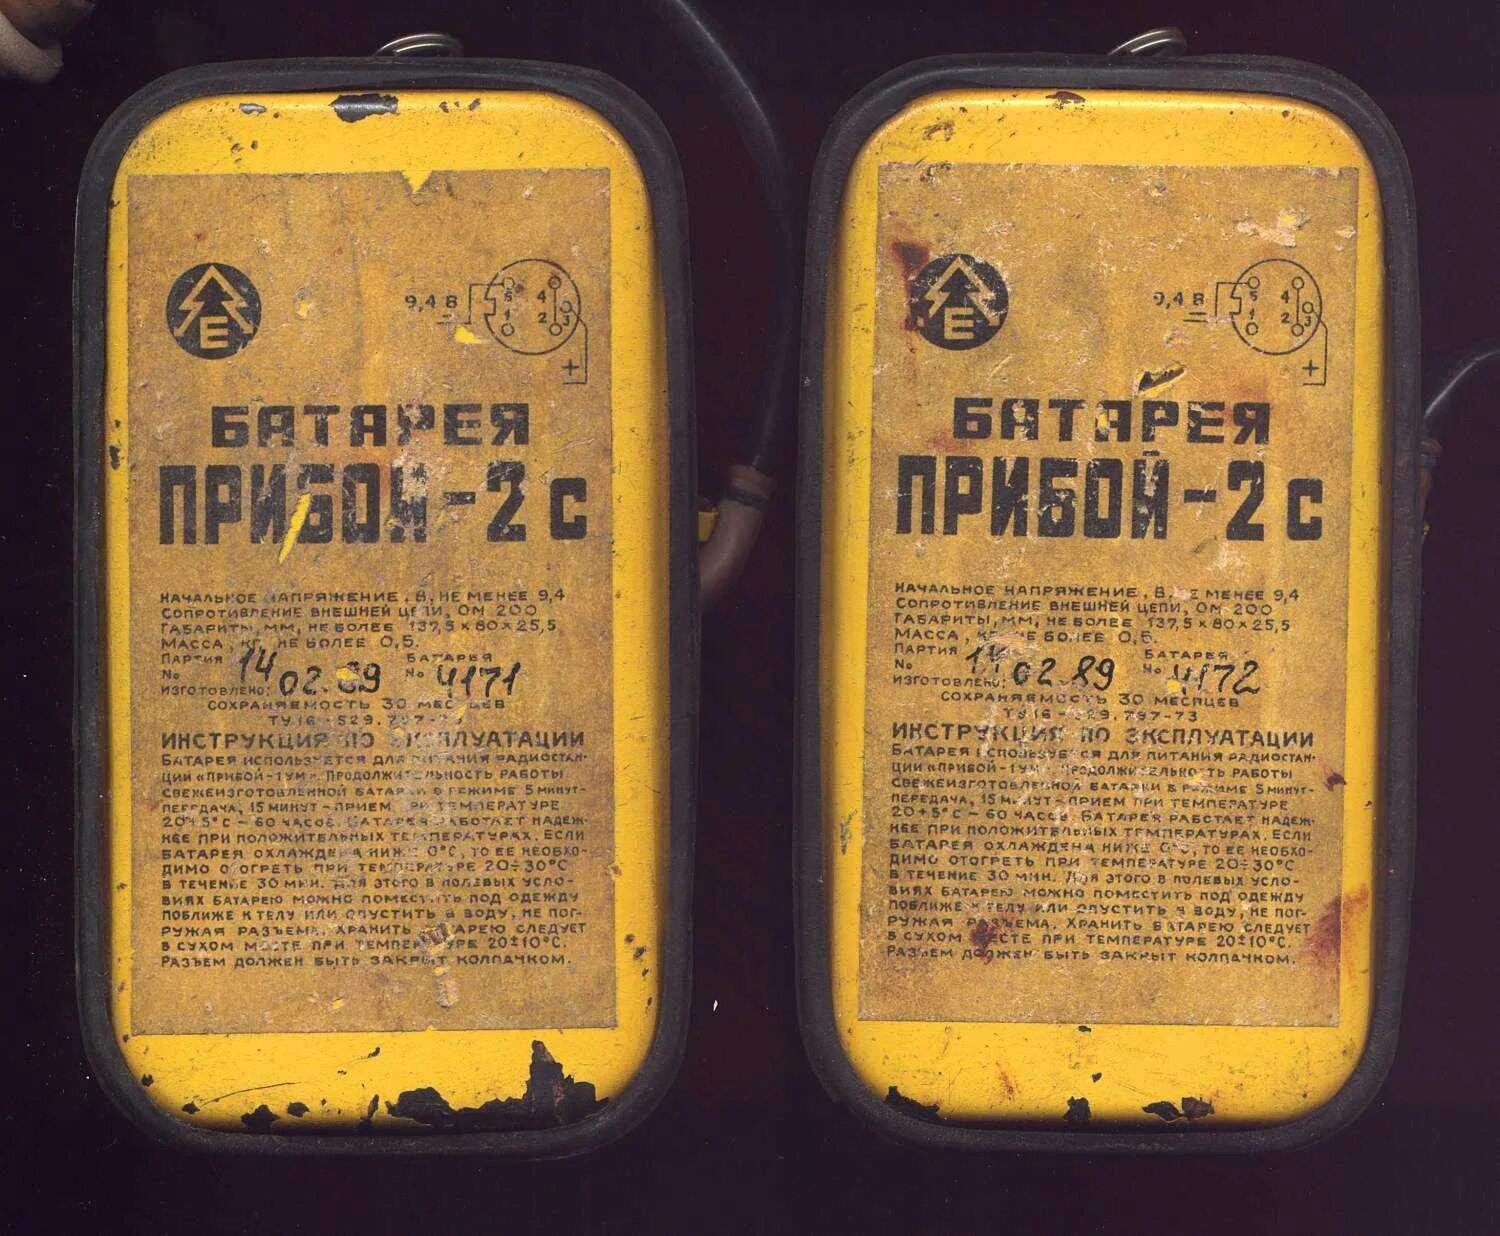 Е
9,4 В
5
4
1
2
3
+
БАТАРЕЯ
ПРИБОЙ-2с
НАЧАЛЬНОЕ НАПРЯЖЕНИЕ, В, НЕ МЕНЕЕ 9,4
СОПРОТИВЛЕНИЕ ВНЕШНЕЙ ЦЕПИ, ОМ 200
ГАБАРИТЫ, ММ, НЕ БОЛЕЕ 137,5×80×25,5
МАССА, КГ, НЕ БОЛЕЕ 0,5.
ПАРТИЯ № 14 БАТАРЕЯ № 4171
ИЗГОТОВЛЕНО: 02.89
СОХРАНЯЕМОСТЬ 30 МЕСЯЦЕВ
ТУ16-529.797-73
ИНСТРУКЦИЯ ПО ЭКСПЛУАТАЦИИ
БАТАРЕЯ ИСПОЛЬЗУЕТСЯ ДЛЯ ПИТАНИЯ РАДИОСТАН-
ЦИИ «ПРИБОЙ-1УМ». ПРОДОЛЖИТЕЛЬНОСТЬ РАБОТЫ
СВЕЖЕИЗГОТОВЛЕННОЙ БАТАРЕИ В РЕЖИМЕ 5 МИНУТ-
ПЕРЕДАЧА, 15 МИНУТ-ПРИЕМ ПРИ ТЕМПЕРАТУРЕ
20±5°С - 60 ЧАСОВ. БАТАРЕЯ РАБОТАЕТ НАДЕЖ-
НЕЕ ПРИ ПОЛОЖИТЕЛЬНЫХ ТЕМПЕРАТУРАХ. ЕСЛИ
БАТАРЕЯ ОХЛАЖДЕНА НИЖЕ 0°С, ТО ЕЕ НЕОБХО-
ДИМО ОТОГРЕТЬ ПРИ ТЕМПЕРАТУРЕ 20÷30°С
В ТЕЧЕНИЕ 30 МИН. ДЛЯ ЭТОГО В ПОЛЕВЫХ УСЛО-
ВИЯХ БАТАРЕЮ МОЖНО ПОМЕСТИТЬ ПОД ОДЕЖДУ
ПОБЛИЖЕ К ТЕЛУ ИЛИ ОПУСТИТЬ В ВОДУ, НЕ ПОГ-
РУЖАЯ РАЗЪЕМА. ХРАНИТЬ БАТАРЕЮ СЛЕДУЕТ
В СУХОМ МЕСТЕ ПРИ ТЕМПЕРАТУРЕ 20±10°С.
РАЗЪЕМ ДОЛЖЕН БЫТЬ ЗАКРЫТ КОЛПАЧКОМ.
Е
9,4 В
5
4
1
2
3
+
БАТАРЕЯ
ПРИБОЙ-2с
НАЧАЛЬНОЕ НАПРЯЖЕНИЕ, В, НЕ МЕНЕЕ 9,4
СОПРОТИВЛЕНИЕ ВНЕШНЕЙ ЦЕПИ, ОМ 200
ГАБАРИТЫ, ММ, НЕ БОЛЕЕ 137,5×80×25,5
МАССА, КГ, НЕ БОЛЕЕ 0,5.
ПАРТИЯ № 14 БАТАРЕЯ № 4172
ИЗГОТОВЛЕНО: 02.89
СОХРАНЯЕМОСТЬ 30 МЕСЯЦЕВ
ТУ16-529.797-73
ИНСТРУКЦИЯ ПО ЭКСПЛУАТАЦИИ
БАТАРЕЯ ИСПОЛЬЗУЕТСЯ ДЛЯ ПИТАНИЯ РАДИОСТАН-
ЦИИ «ПРИБОЙ-1УМ». ПРОДОЛЖИТЕЛЬНОСТЬ РАБОТЫ
СВЕЖЕИЗГОТОВЛЕННОЙ БАТАРЕИ В РЕЖИМЕ 5 МИНУТ-
ПЕРЕДАЧА, 15 МИНУТ-ПРИЕМ ПРИ ТЕМПЕРАТУРЕ
20±5°С - 60 ЧАСОВ. БАТАРЕЯ РАБОТАЕТ НАДЕЖ-
НЕЕ ПРИ ПОЛОЖИТЕЛЬНЫХ ТЕМПЕРАТУРАХ. ЕСЛИ
БАТАРЕЯ ОХЛАЖДЕНА НИЖЕ 0°С, ТО ЕЕ НЕОБХО-
ДИМО ОТОГРЕТЬ ПРИ ТЕМПЕРАТУРЕ 20÷30°С
В ТЕЧЕНИЕ 30 МИН. ДЛЯ ЭТОГО В ПОЛЕВЫХ УСЛО-
ВИЯХ БАТАРЕЮ МОЖНО ПОМЕСТИТЬ ПОД ОДЕЖДУ
ПОБЛИЖЕ К ТЕЛУ ИЛИ ОПУСТИТЬ В ВОДУ, НЕ ПОГ-
РУЖАЯ РАЗЪЕМА. ХРАНИТЬ БАТАРЕЮ СЛЕДУЕТ
В СУХОМ МЕСТЕ ПРИ ТЕМПЕРАТУРЕ 20±10°С.
РАЗЪЕМ ДОЛЖЕН БЫТЬ ЗАКРЫТ КОЛПАЧКОМ.